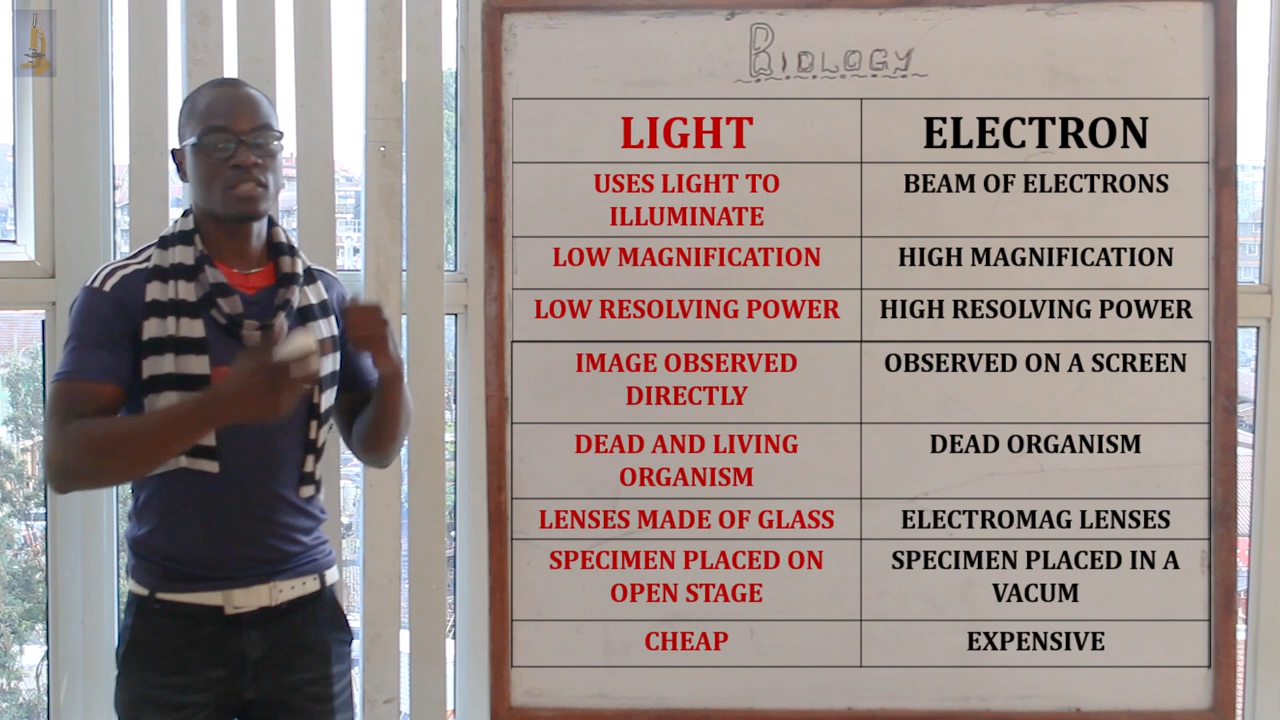 BIOLOGY
LIGHT ELECTRON
USES LIGHT TO BEAM OF ELECTRONS
ILLUMINATE
LOW MAGNIFICATION HIGH MAGNIFICATION
LOW RESOLVING POWER HIGH RESOLVING POWER
IMAGE OBSERVED OBSERVED ON A SCREEN
DIRECTLY
DEAD AND LIVING DEAD ORGANISM
ORGANISM
LENSES MADE OF GLASS ELECTROMAG LENSES
SPECIMEN PLACED ON SPECIMEN PLACED IN A
OPEN STAGE VACUM
CHEAP EXPENSIVE